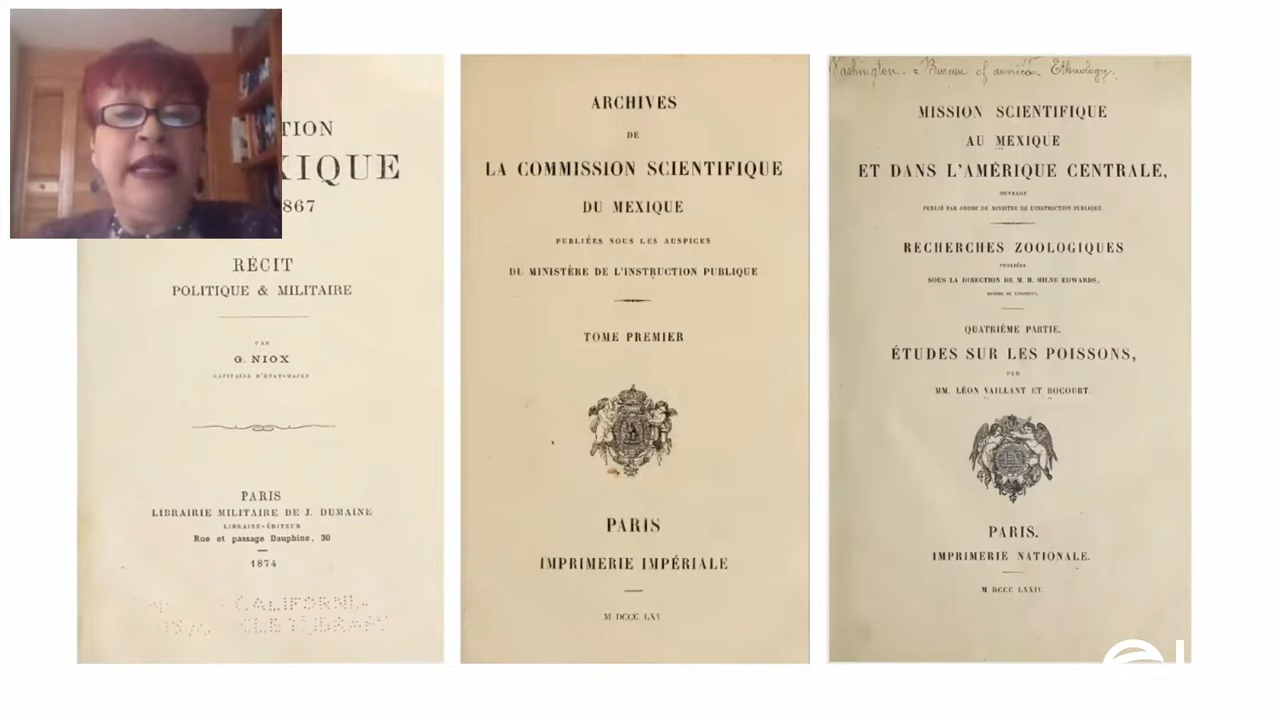 TION
XIQUE
867
RÉCIT
POLITIQUE & MILITAIRE
PAR
G. NIOX
CAPITAINE D'ÉTAT-MAJOR
PARIS
LIBRAIRIE MILITAIRE DE J. DUMAINE
LIBRAIRE-ÉDITEUR
Rue et passage Dauphine, 30
1874
ARCHIVES
DE
LA COMMISSION SCIENTIFIQUE
DU MEXIQUE
PUBLIÉES SOUS LES AUSPICES
DU MINISTÈRE DE L'INSTRUCTION PUBLIQUE
TOME PREMIER
PARIS
IMPRIMERIE IMPÉRIALE
M DCCC LXV
Washington. Bureau of american Ethnology.
MISSION SCIENTIFIQUE
AU MEXIQUE
ET DANS L'AMÉRIQUE CENTRALE,
OUVRAGE
PUBLIÉ PAR ORDRE DU MINISTRE DE L'INSTRUCTION PUBLIQUE.
RECHERCHES ZOOLOGIQUES
PUBLIÉES
SOUS LA DIRECTION DE M. H. MILNE EDWARDS,
MEMBRE DE L'INSTITUT.
QUATRIÈME PARTIE.
ÉTUDES SUR LES POISSONS,
PAR
MM. LÉON VAILLANT ET BOCOURT.
PARIS.
IMPRIMERIE NATIONALE.
M DCCC LXXIV.